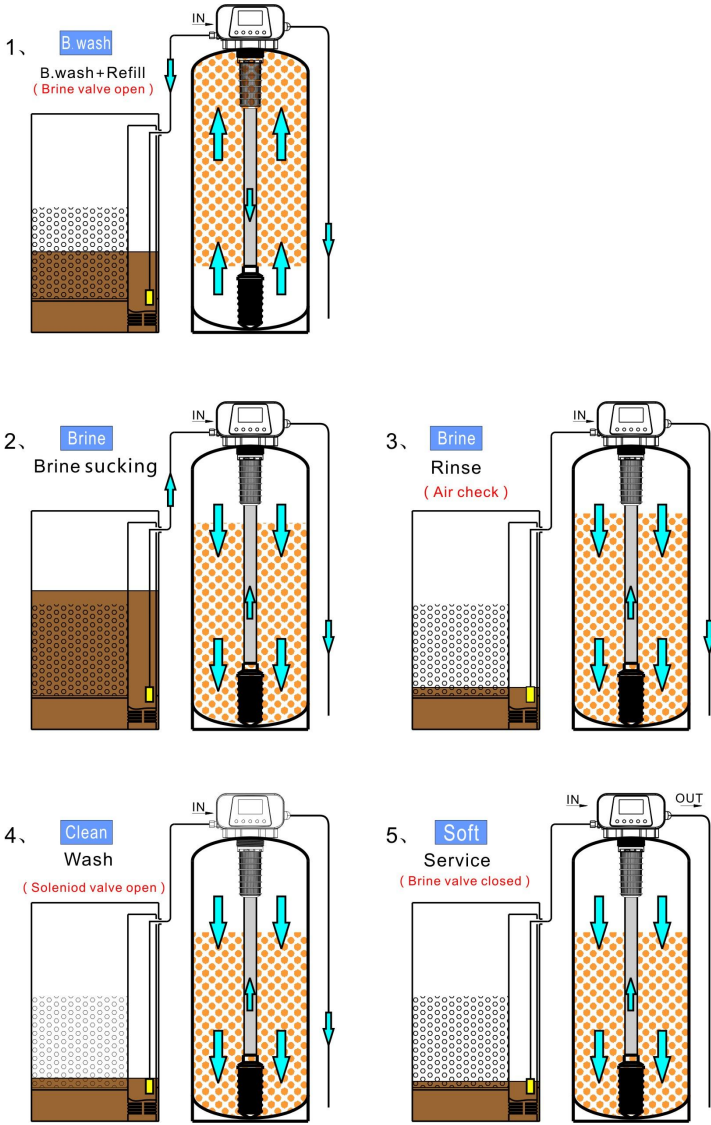 1、
B.wash
B.wash+Refill
( Brine valve open )
IN
2、
Brine
Brine sucking
IN
3、
Brine
Rinse
( Air check )
IN
4、
Clean
Wash
( Soleniod valve open )
IN
5、
Soft
Service
( Brine valve closed )
IN
OUT